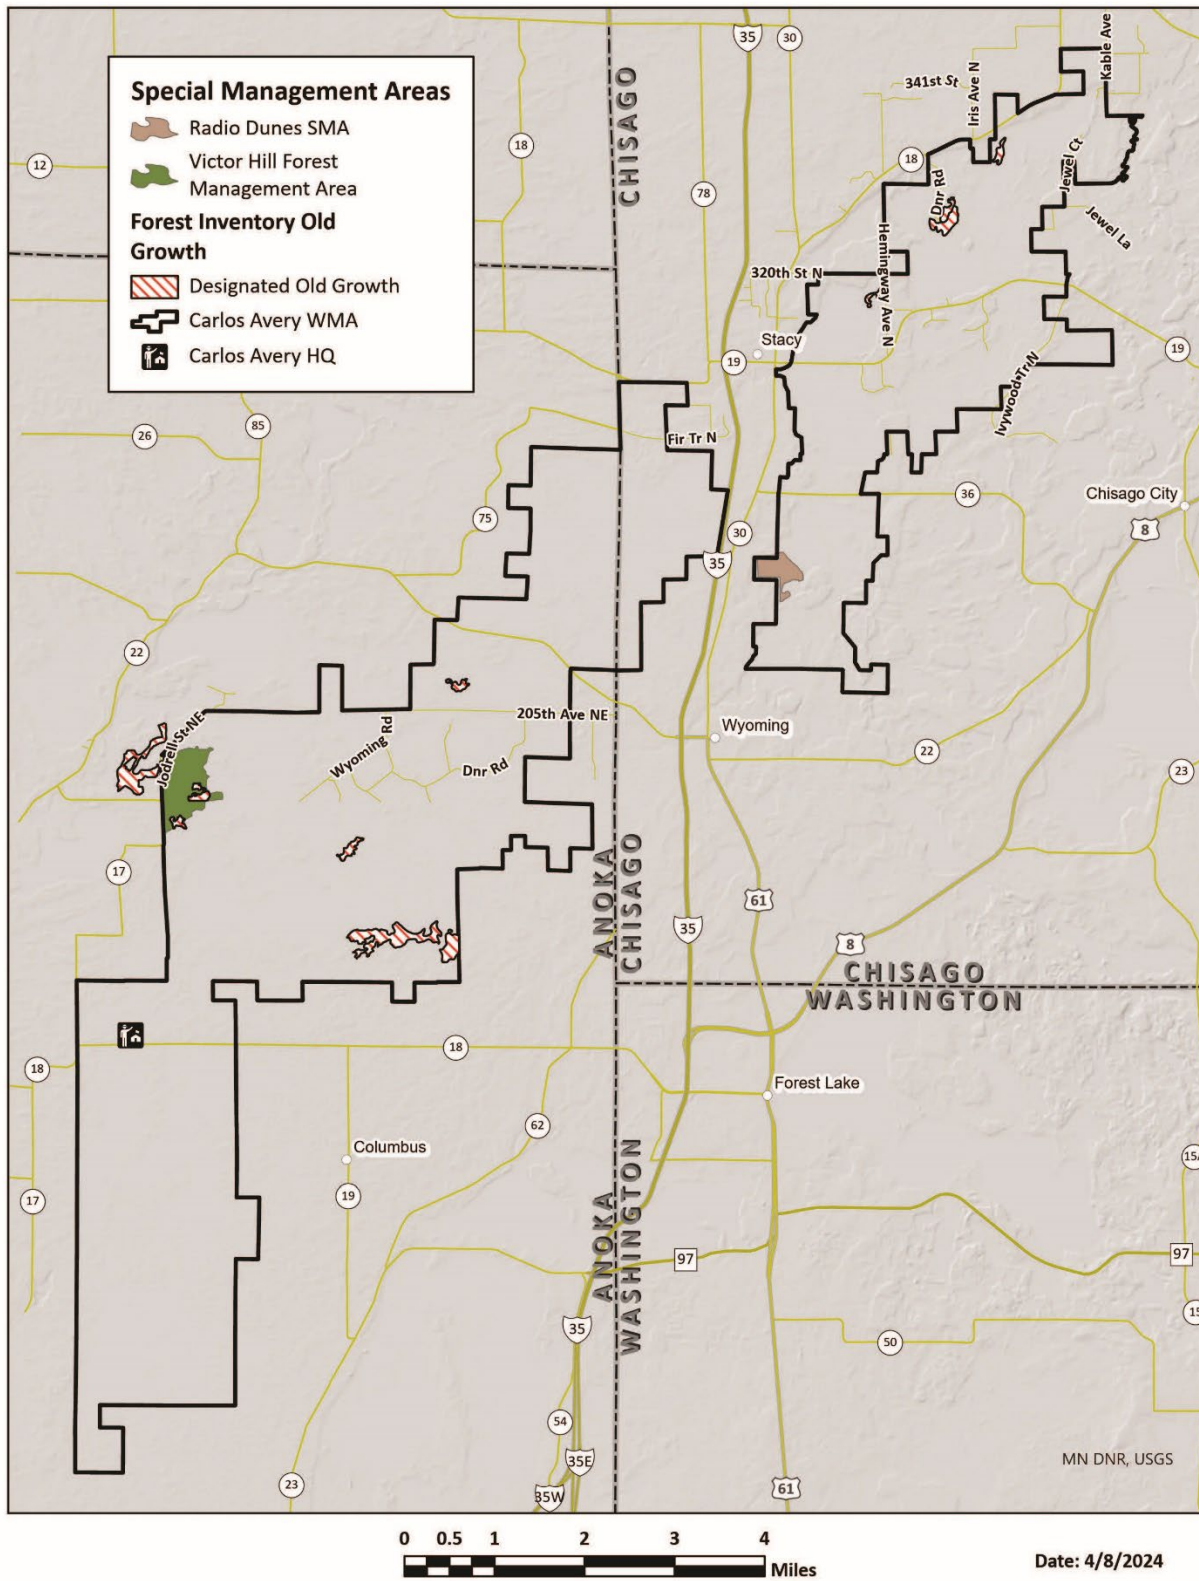 Special Management Areas
Radio Dunes SMA
Victor Hill Forest
Management Area
Forest Inventory Old
Growth
Designated Old Growth
Carlos Avery WMA
Carlos Avery HQ
35
30
18
12
CHISAGO
78
341st St
Iris Ave N
Kable Ave
18
Dnr Rd
Jewel Ct
Jewel La
Hemingway Ave N
320th St N
Stacy
19
19
Ivywood Tr N
85
26
Fir Tr N
75
36
Chisago City
8
30
35
22
205th Ave NE
Jodrell St NE
Wyoming Rd
Dnr Rd
Wyoming
22
23
17
ANOKA
CHISAGO
61
35
8
CHISAGO
WASHINGTON
18
18
Forest Lake
62
Columbus
17
19
15A
ANOKA
WASHINGTON
97
97
35
15
50
54
35E
35W
23
61
MN DNR, USGS
0 0.5 1 2 3 4
Miles
Date: 4/8/2024